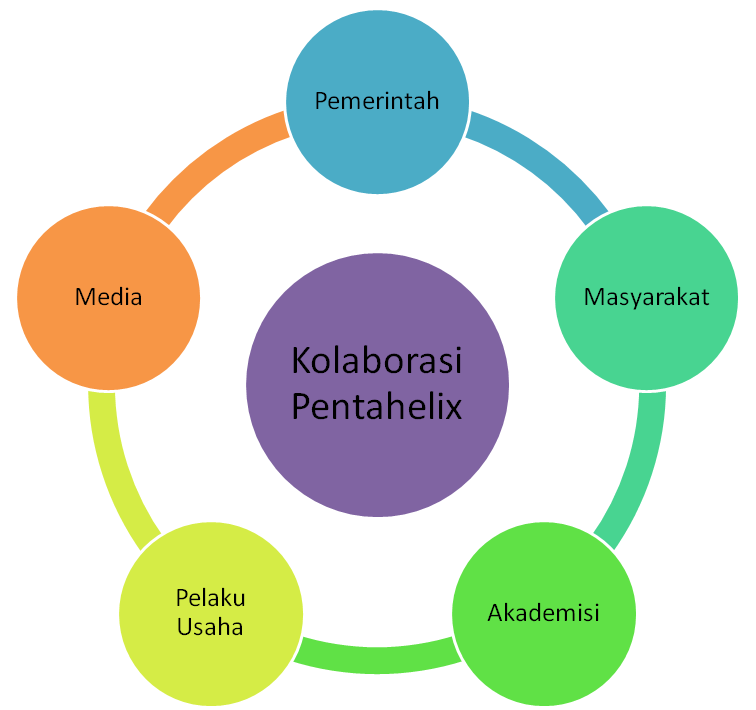 Pemerintah
Media
Masyarakat
Kolaborasi
Pentahelix
Pelaku
Usaha
Akademisi